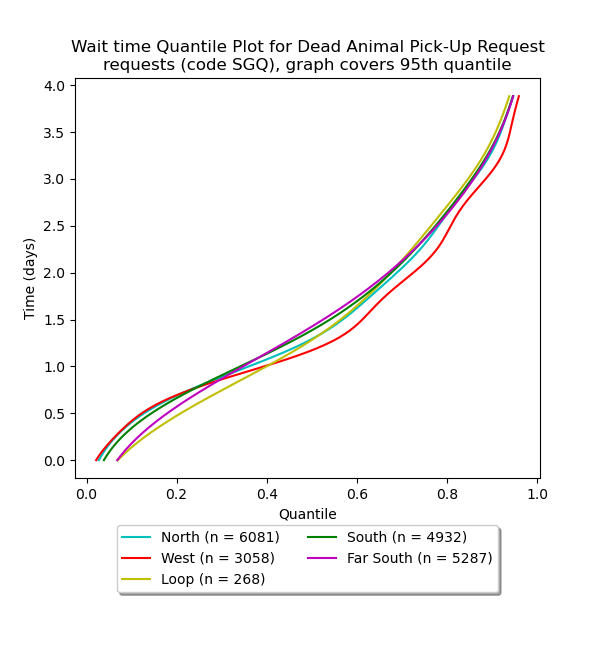 Wait time Quantile Plot for Dead Animal Pick-Up Request
requests (code SGQ), graph covers 95th quantile
4.0
3.5
3.0
2.5
2.0
1.5
1.0
0.5
0.0
Time (days)
0.0 0.2 0.4 0.6 0.8 1.0
Quantile
North (n = 6081) South (n = 4932)
West (n = 3058) Far South (n = 5287)
Loop (n = 268)